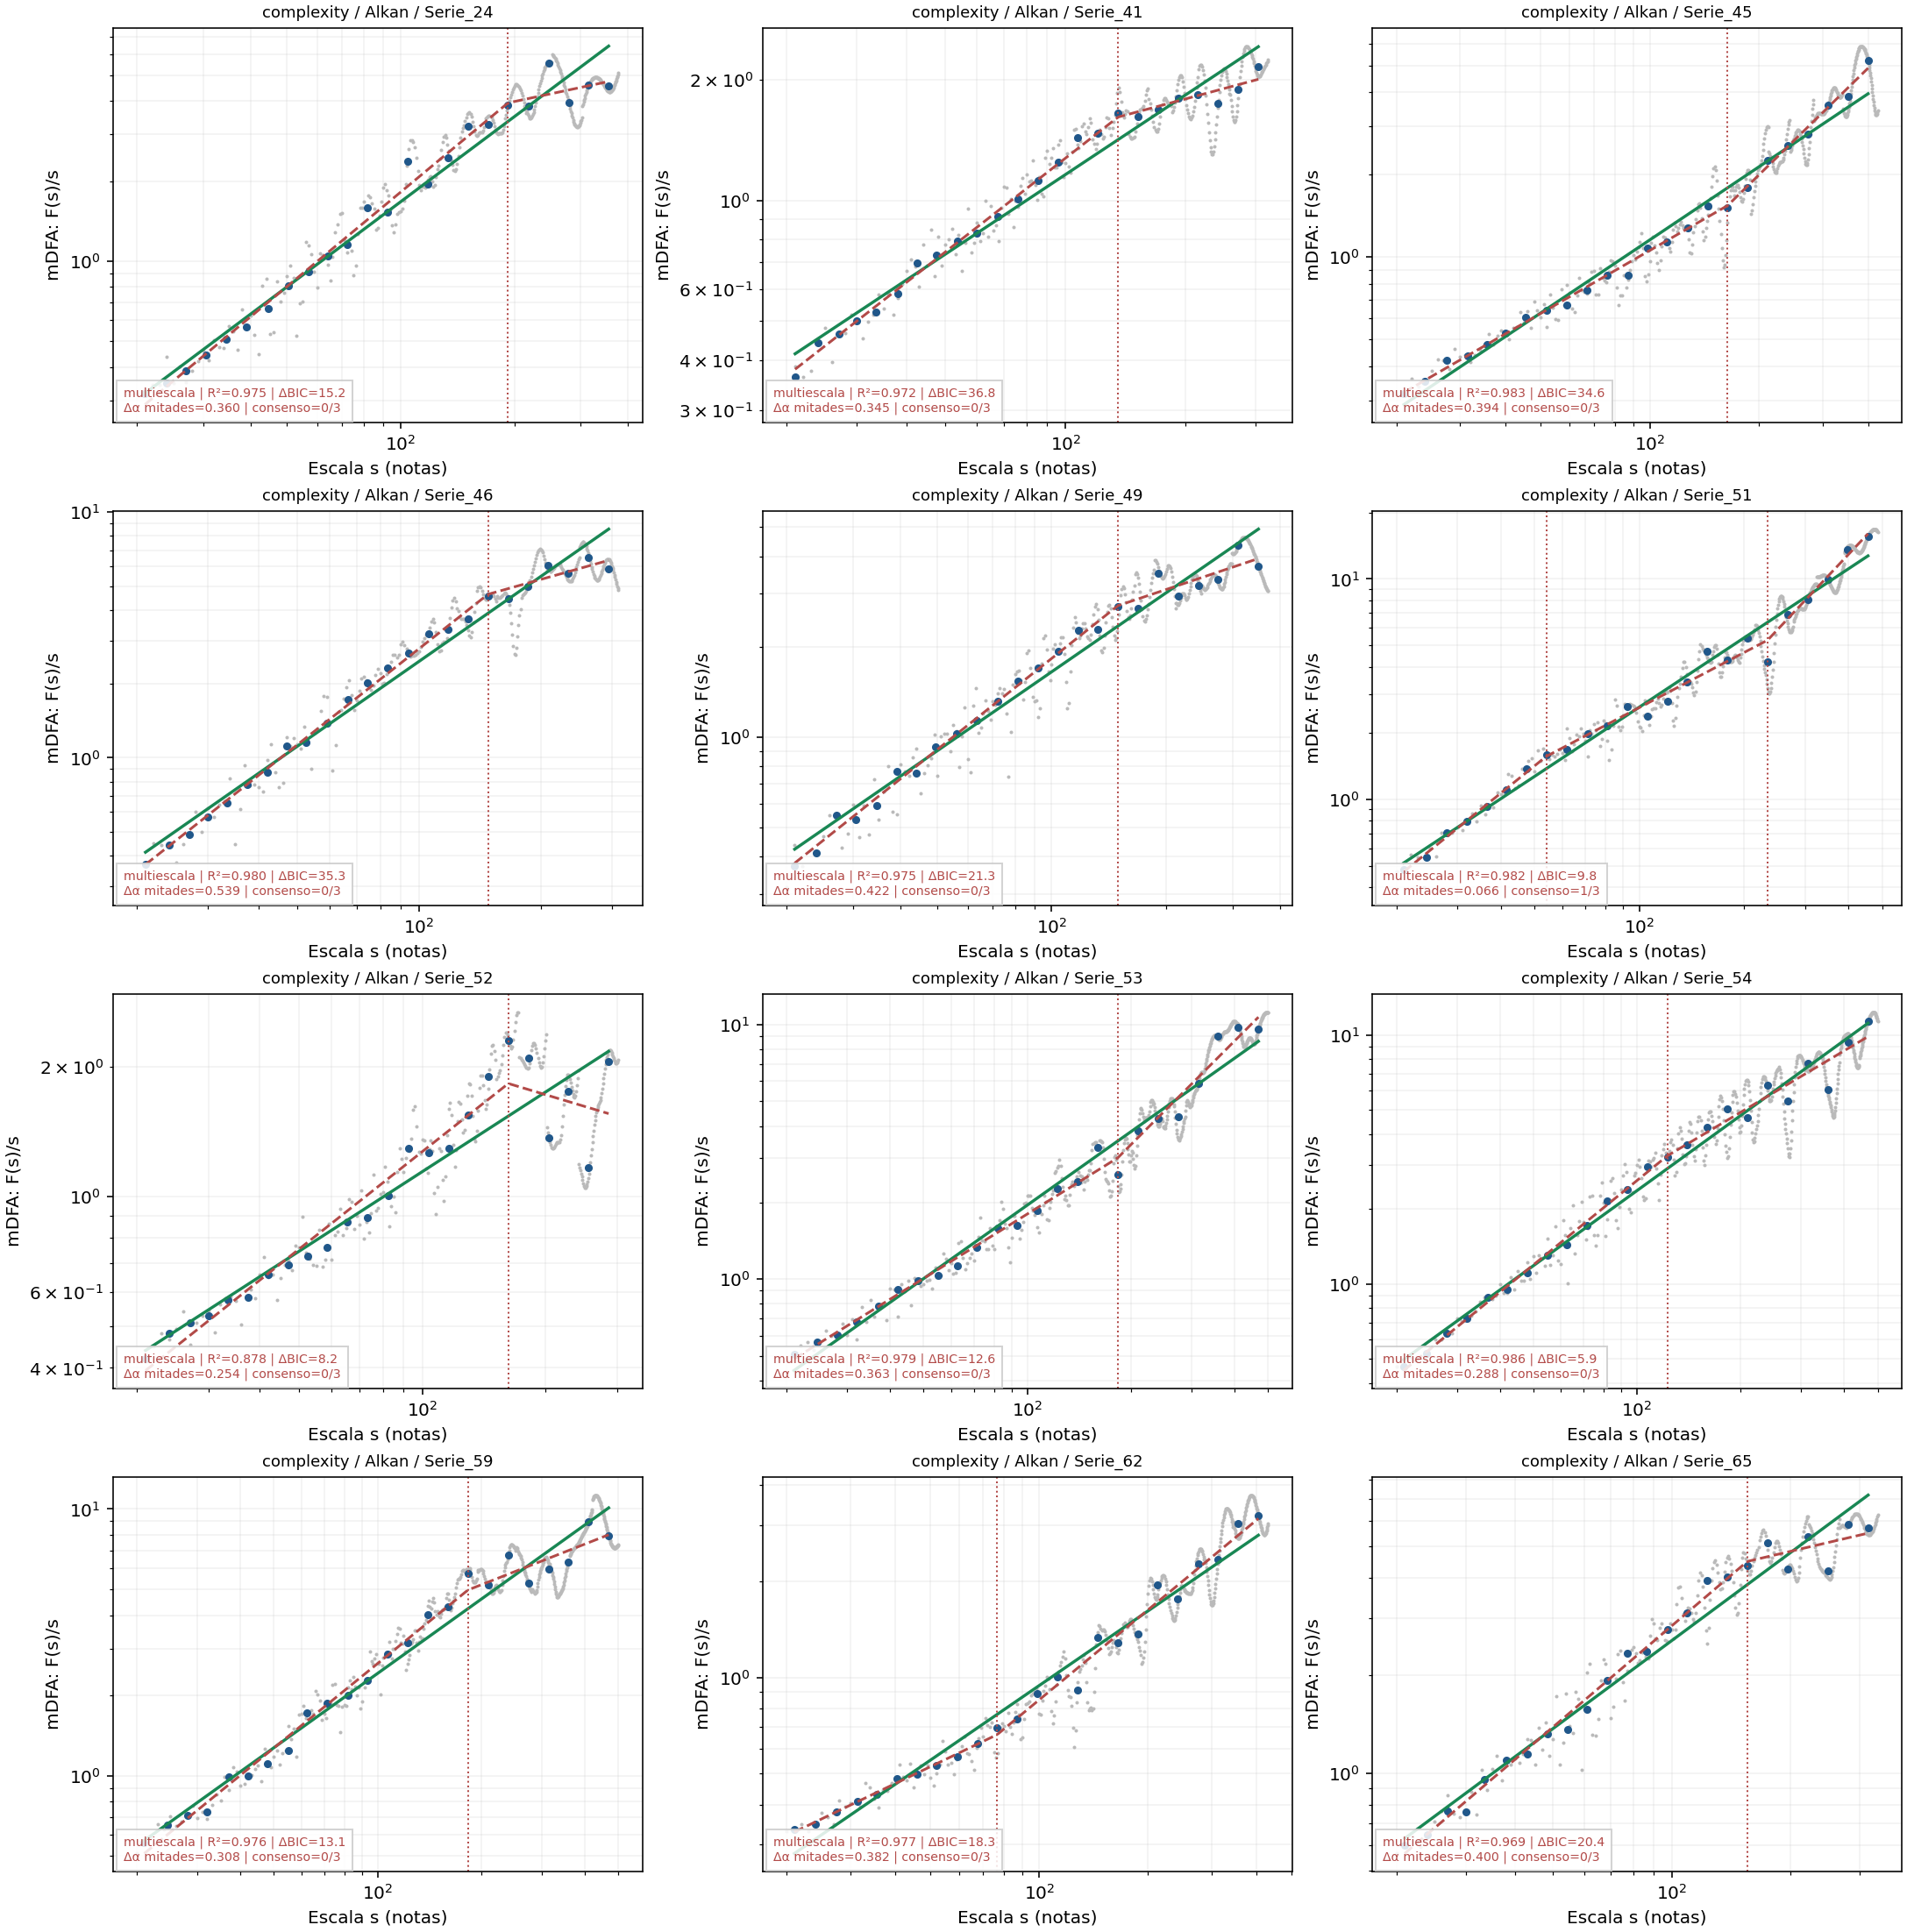 complexity / Alkan / Serie_24
mDFA: F(s)/s
10⁰
multiescala | R²=0.975 | ΔBIC=15.2
Δα mitades=0.360 | consenso=0/3
10²
Escala s (notas)
complexity / Alkan / Serie_41
mDFA: F(s)/s
2 × 10⁰
10⁰
6 × 10⁻¹
4 × 10⁻¹
3 × 10⁻¹
multiescala | R²=0.972 | ΔBIC=36.8
Δα mitades=0.345 | consenso=0/3
10²
Escala s (notas)
complexity / Alkan / Serie_45
mDFA: F(s)/s
10⁰
multiescala | R²=0.983 | ΔBIC=34.6
Δα mitades=0.394 | consenso=0/3
10²
Escala s (notas)
complexity / Alkan / Serie_46
mDFA: F(s)/s
10¹
10⁰
multiescala | R²=0.980 | ΔBIC=35.3
Δα mitades=0.539 | consenso=0/3
10²
Escala s (notas)
complexity / Alkan / Serie_49
mDFA: F(s)/s
10⁰
multiescala | R²=0.975 | ΔBIC=21.3
Δα mitades=0.422 | consenso=0/3
10²
Escala s (notas)
complexity / Alkan / Serie_51
mDFA: F(s)/s
10¹
10⁰
multiescala | R²=0.982 | ΔBIC=9.8
Δα mitades=0.066 | consenso=1/3
10²
Escala s (notas)
complexity / Alkan / Serie_52
mDFA: F(s)/s
2 × 10⁰
10⁰
6 × 10⁻¹
4 × 10⁻¹
multiescala | R²=0.878 | ΔBIC=8.2
Δα mitades=0.254 | consenso=0/3
10²
Escala s (notas)
complexity / Alkan / Serie_53
mDFA: F(s)/s
10¹
10⁰
multiescala | R²=0.979 | ΔBIC=12.6
Δα mitades=0.363 | consenso=0/3
10²
Escala s (notas)
complexity / Alkan / Serie_54
mDFA: F(s)/s
10¹
10⁰
multiescala | R²=0.986 | ΔBIC=5.9
Δα mitades=0.288 | consenso=0/3
10²
Escala s (notas)
complexity / Alkan / Serie_59
mDFA: F(s)/s
10¹
10⁰
multiescala | R²=0.976 | ΔBIC=13.1
Δα mitades=0.308 | consenso=0/3
10²
Escala s (notas)
complexity / Alkan / Serie_62
mDFA: F(s)/s
10⁰
multiescala | R²=0.977 | ΔBIC=18.3
Δα mitades=0.382 | consenso=0/3
10²
Escala s (notas)
complexity / Alkan / Serie_65
mDFA: F(s)/s
10⁰
multiescala | R²=0.969 | ΔBIC=20.4
Δα mitades=0.400 | consenso=0/3
10²
Escala s (notas)